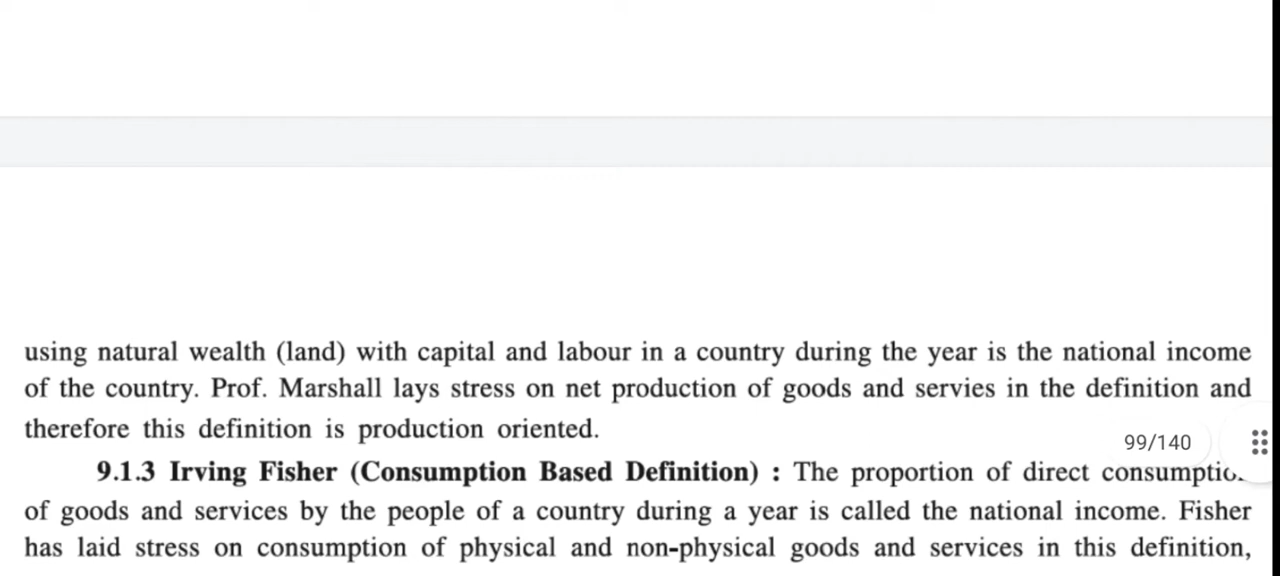 using natural wealth (land) with capital and labour in a country during the year is the national income
of the country. Prof. Marshall lays stress on net production of goods and servies in the definition and
therefore this definition is production oriented.
99/140
9.1.3 Irving Fisher (Consumption Based Definition) : The proportion of direct consumptio
of goods and services by the people of a country during a year is called the national income. Fisher
has laid stress on consumption of physical and non-physical goods and services in this definition,